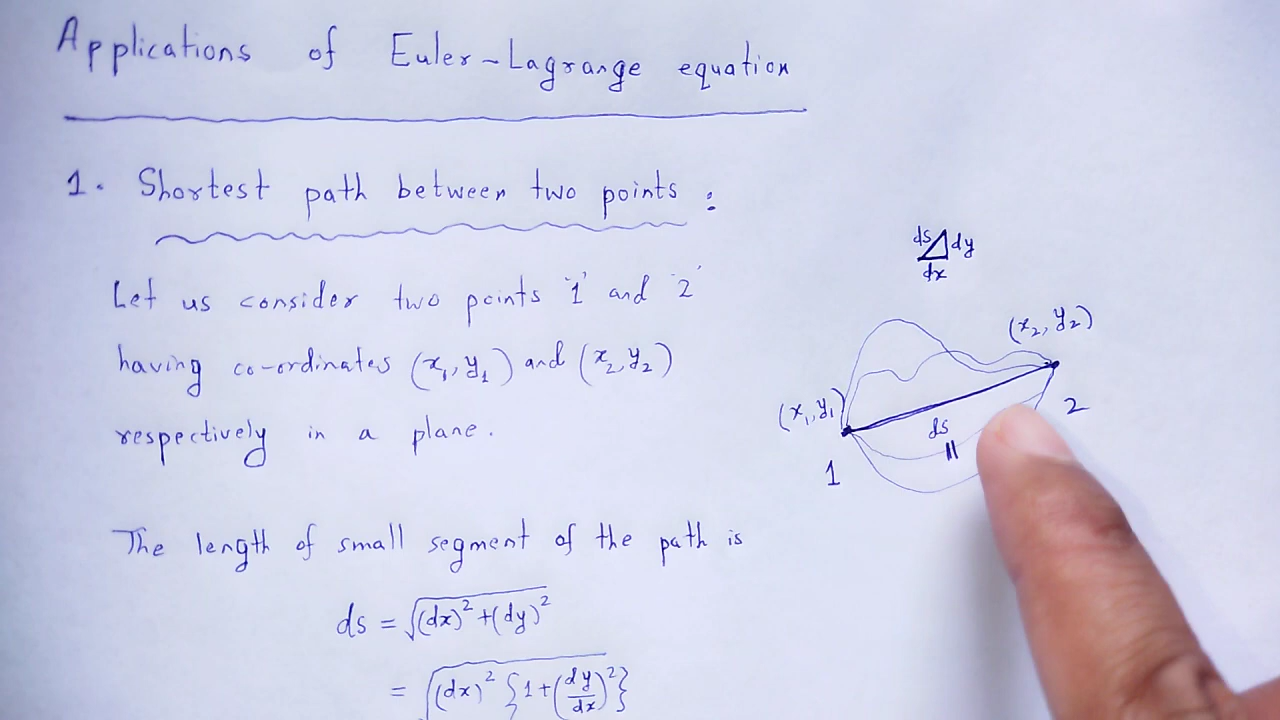 Applications of Euler-Lagrange equation
1. Shortest path between two points :
Let us consider two points '1' and '2'
having co-ordinates (x₁, y₁) and (x₂, y₂)
respectively in a plane.
The length of small segment of the path is
ds = √(dx)² + (dy)²
= √(dx)² {1 + (dy/dx)²}
ds dy
dx
(x₂, y₂)
(x₁, y₁)
ds
2
1